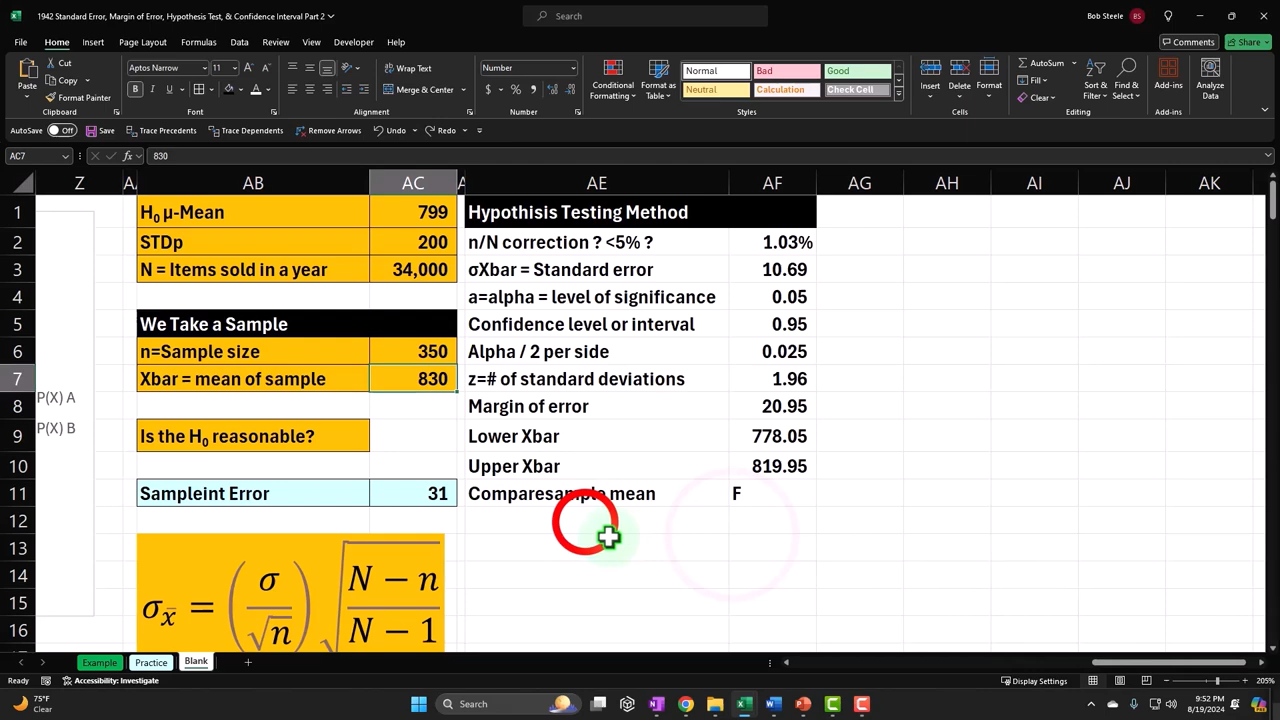 1942 Standard Error, Margin of Error, Hypothesis Test, & Confidence Interval Part 2
Search
Bob Steele BS
File Home Insert Page Layout Formulas Data Review View Developer Help
Comments Share
Paste Cut Copy Format Painter
Aptos Narrow 11
Wrap Text
Merge & Center
Number
Conditional Formatting
Format as Table
Normal Bad Good
Neutral Calculation Check Cell
Insert Delete Format
AutoSum Fill Clear
Sort & Filter
Find & Select
Add-ins
Analyze Data
Clipboard Font Alignment Number Styles Cells Editing Add-ins
AutoSave Off Save Trace Precedents Trace Dependents Remove Arrows Undo Redo
AC7 fx 830
Z AB AC AE AF AG AH AI AJ AK
1 H0 μ-Mean 799 Hypothisis Testing Method
2 STDp 200 n/N correction ? <5% ? 1.03%
3 N = Items sold in a year 34,000 σXbar = Standard error 10.69
4 a=alpha = level of significance 0.05
5 We Take a Sample Confidence level or interval 0.95
6 n=Sample size 350 Alpha / 2 per side 0.025
7 Xbar = mean of sample 830 z=# of standard deviations 1.96
P(X) A
8 Margin of error 20.95
P(X) B
9 Is the H0 reasonable? Lower Xbar 778.05
10 Upper Xbar 819.95
11 Sampleint Error 31 Comparesample mean F
12
13
14
15
16
σx̄ = (σ/√n) √(N − n / N − 1)
Example Practice Blank
Ready Accessibility: Investigate Display Settings 205%
75°F
Clear
Search
9:52 PM
8/19/2024